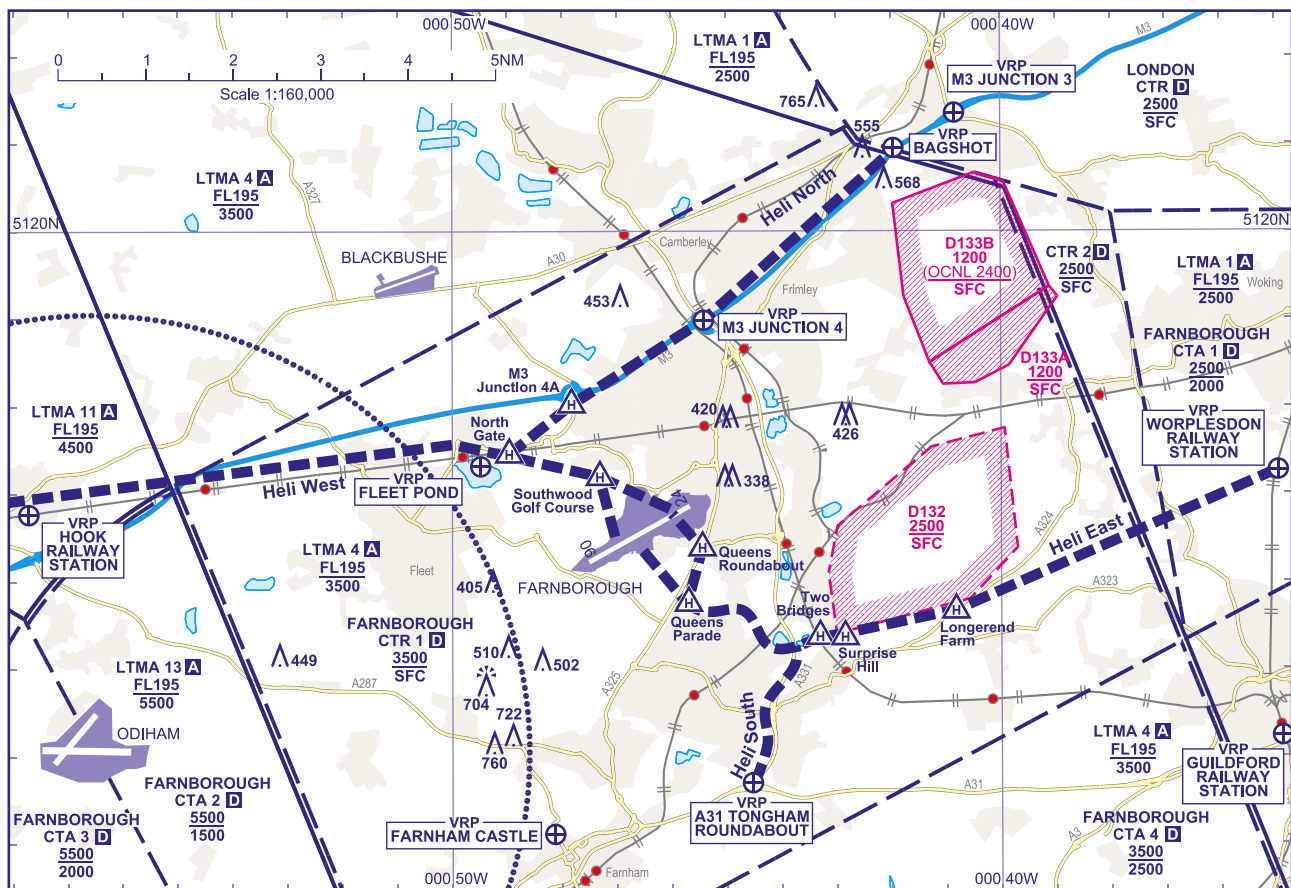 000 50W
000 40W
0 1 2 3 4 5NM
Scale 1:160,000
LTMA 1 A
FL195
2500
VRP
M3 JUNCTION 3
M3
LONDON
CTR D
2500
SFC
765
555
VRP
BAGSHOT
568
LTMA 4 A
FL195
3500
A327
Heli North
5120N
5120N
Camberley
D133B
1200
(OCNL 2400)
SFC
CTR 2 D
2500
SFC
LTMA 1 A
FL195
2500
Woking
BLACKBUSHE
A30
453
Frimley
VRP
M3 JUNCTION 4
FARNBOROUGH
CTA 1 D
2500
2000
M3
M3
Junction 4A
D133A
1200
SFC
LTMA 11 A
FL195
4500
North
Gate
420
426
VRP
WORPLESDON
RAILWAY
STATION
Heli West
VRP
FLEET POND
Southwood
Golf Course
338
24
06
D132
2500
SFC
A324
Heli East
VRP
HOOK
RAILWAY
STATION
LTMA 4 A
FL195
3500
Fleet
405
FARNBOROUGH
Queens
Roundabout
Two
Bridges
A323
Queens
Parade
Longerend
Farm
Surprise
Hill
FARNBOROUGH
CTR 1 D
3500
SFC
510
502
449
LTMA 13 A
FL195
5500
A287
704
A325
A331
722
760
ODIHAM
Heli South
LTMA 4 A
FL195
3500
VRP
GUILDFORD
RAILWAY
STATION
FARNBOROUGH
CTA 2 D
5500
1500
A31
VRP
A31 TONGHAM
ROUNDABOUT
VRP
FARNHAM CASTLE
FARNBOROUGH
CTA 3 D
5500
2000
A3
FARNBOROUGH
CTA 4 D
3500
2500
Farnham
000 50W
000 40W